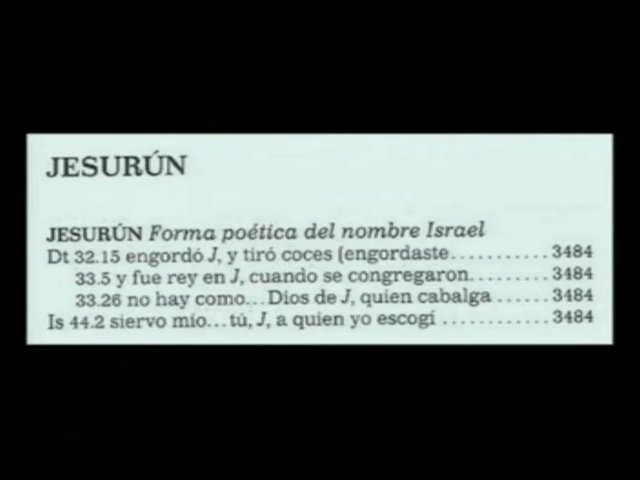 JESURÚN
JESURÚN Forma poética del nombre Israel
Dt 32.15 engordó J, y tiró coces (engordaste........... 3484
33.5 y fue rey en J, cuando se congregaron.......... 3484
33.26 no hay como...Dios de J, quien cabalga ...... 3484
Is 44.2 siervo mío...tú, J, a quien yo escogí ............ 3484